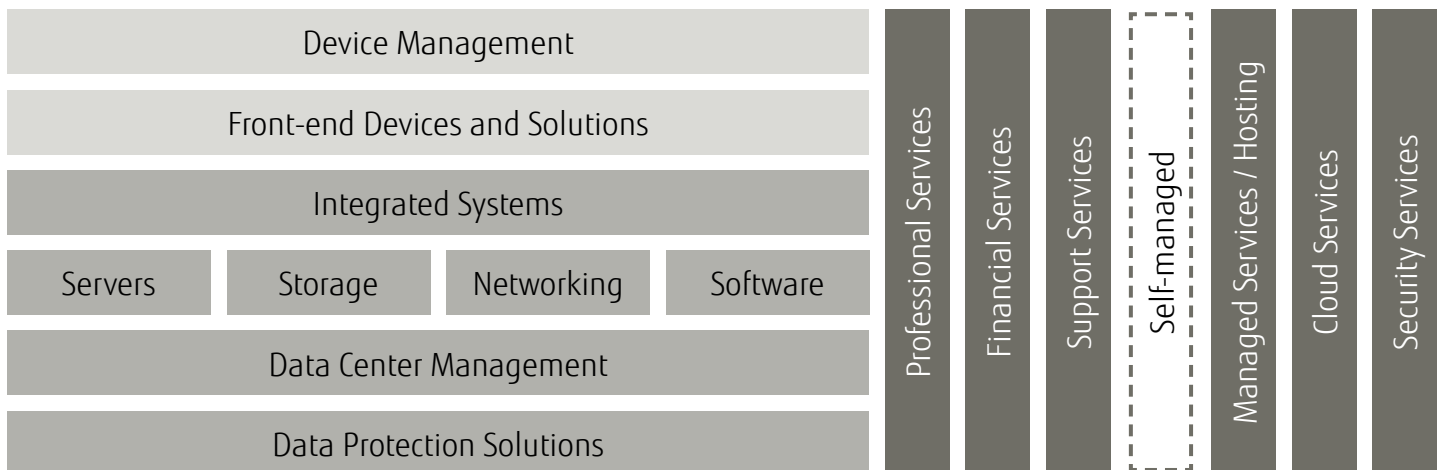 Device Management
Front-end Devices and Solutions
Integrated Systems
Servers
Storage
Networking
Software
Data Center Management
Data Protection Solutions
Professional Services
Financial Services
Support Services
Self-managed
Managed Services / Hosting
Cloud Services
Security Services